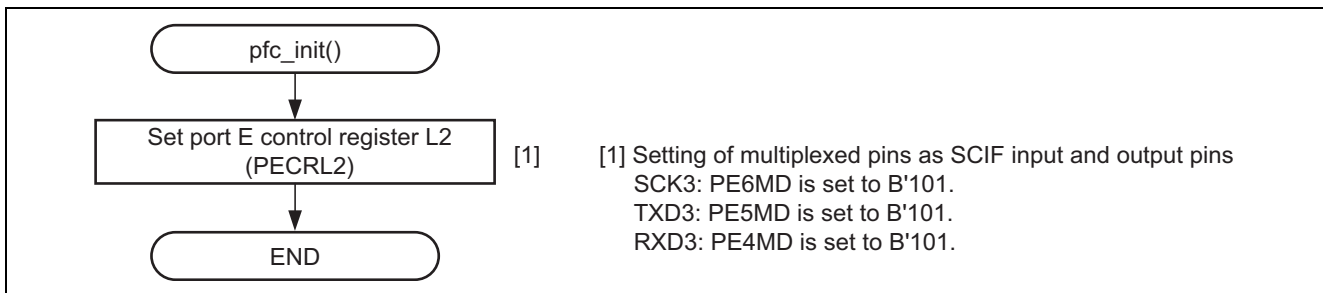 pfc_init()
Set port E control register L2
(PECRL2)
[1]
END
[1] Setting of multiplexed pins as SCIF input and output pins
SCK3: PE6MD is set to B'101.
TXD3: PE5MD is set to B'101.
RXD3: PE4MD is set to B'101.